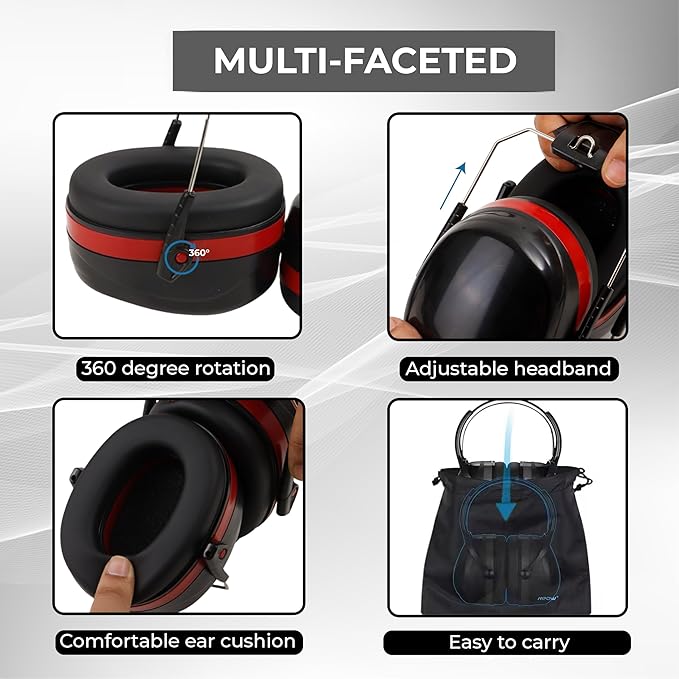 MULTI-FACETED
360°
360 degree rotation
Adjustable headband
Comfortable ear cushion
Easy to carry